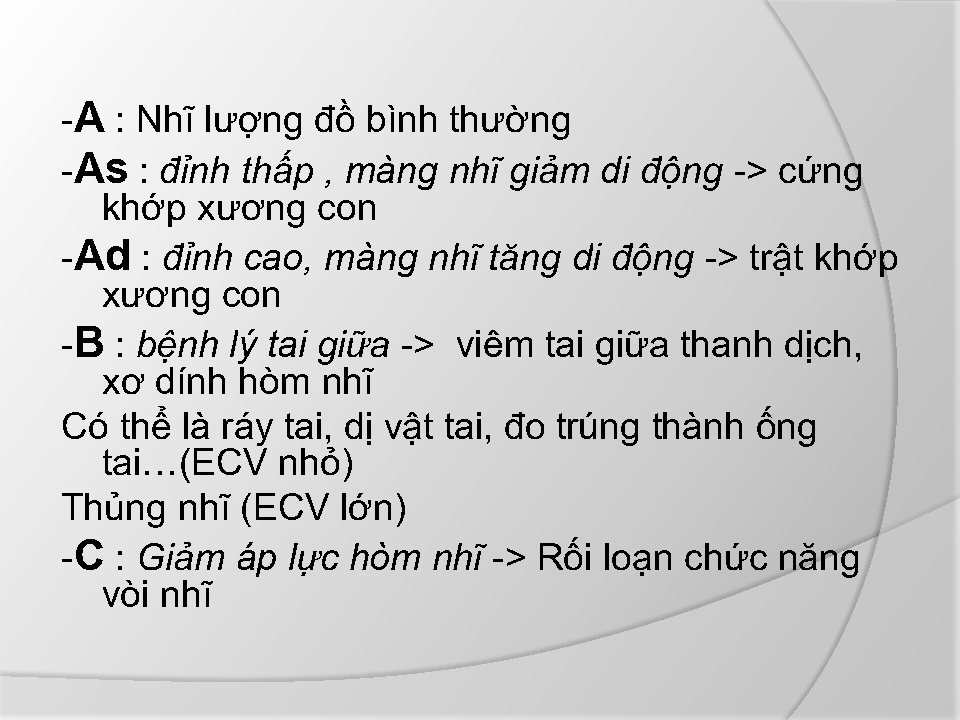 -A : Nhĩ lượng đồ bình thường
-As : đỉnh thấp , màng nhĩ giảm di động -> cứng
khớp xương con
-Ad : đỉnh cao, màng nhĩ tăng di động -> trật khớp
xương con
-B : bệnh lý tai giữa -> viêm tai giữa thanh dịch,
xơ dính hòm nhĩ
Có thể là ráy tai, dị vật tai, đo trúng thành ống
tai…(ECV nhỏ)
Thủng nhĩ (ECV lớn)
-C : Giảm áp lực hòm nhĩ -> Rối loạn chức năng
vòi nhĩ